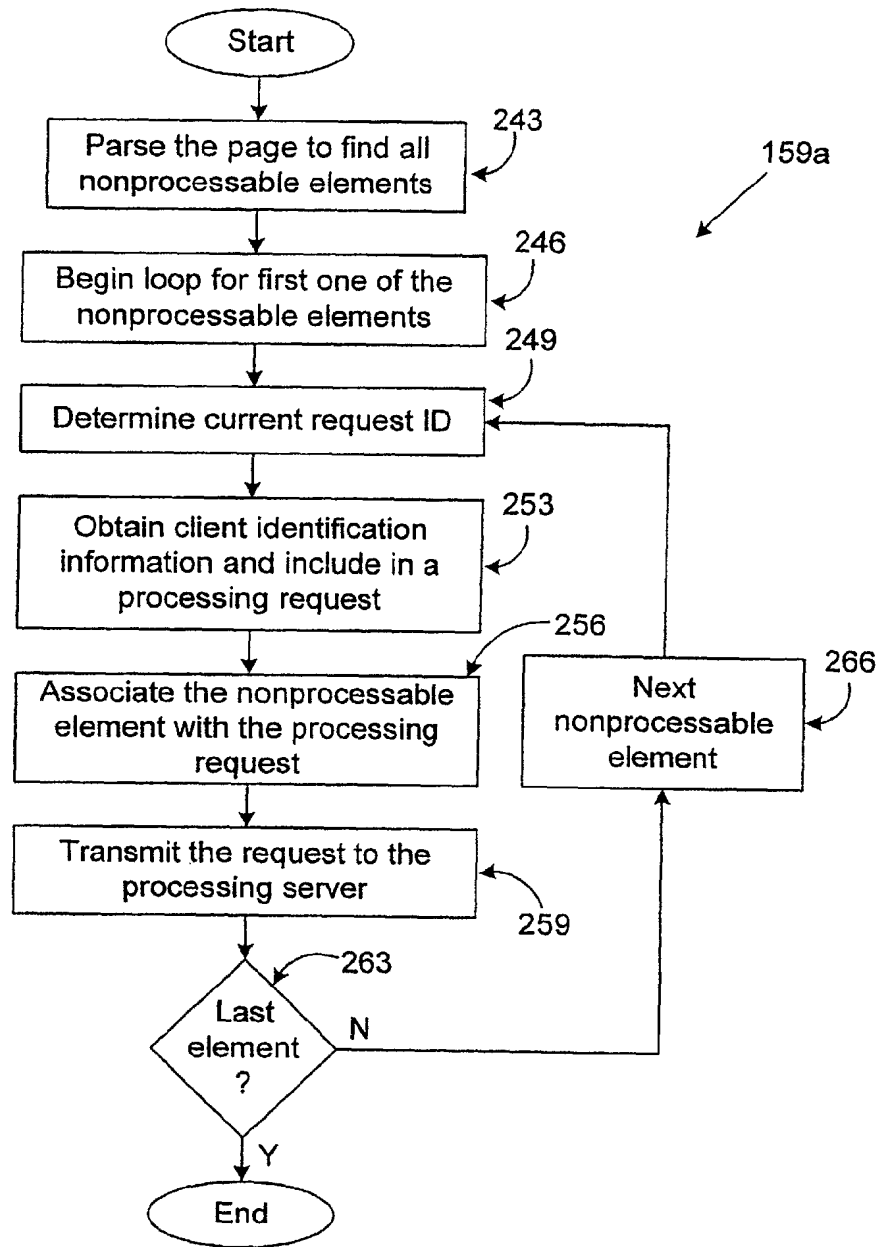 Start
243
Parse the page to find all
nonprocessable elements
159a
246
Begin loop for first one of the
nonprocessable elements
249
Determine current request ID
253
Obtain client identification
information and include in a
processing request
256
Associate the nonprocessable
element with the processing
request
266
Next
nonprocessable
element
Transmit the request to the
processing server
259
263
Last
element
?
N
Y
End